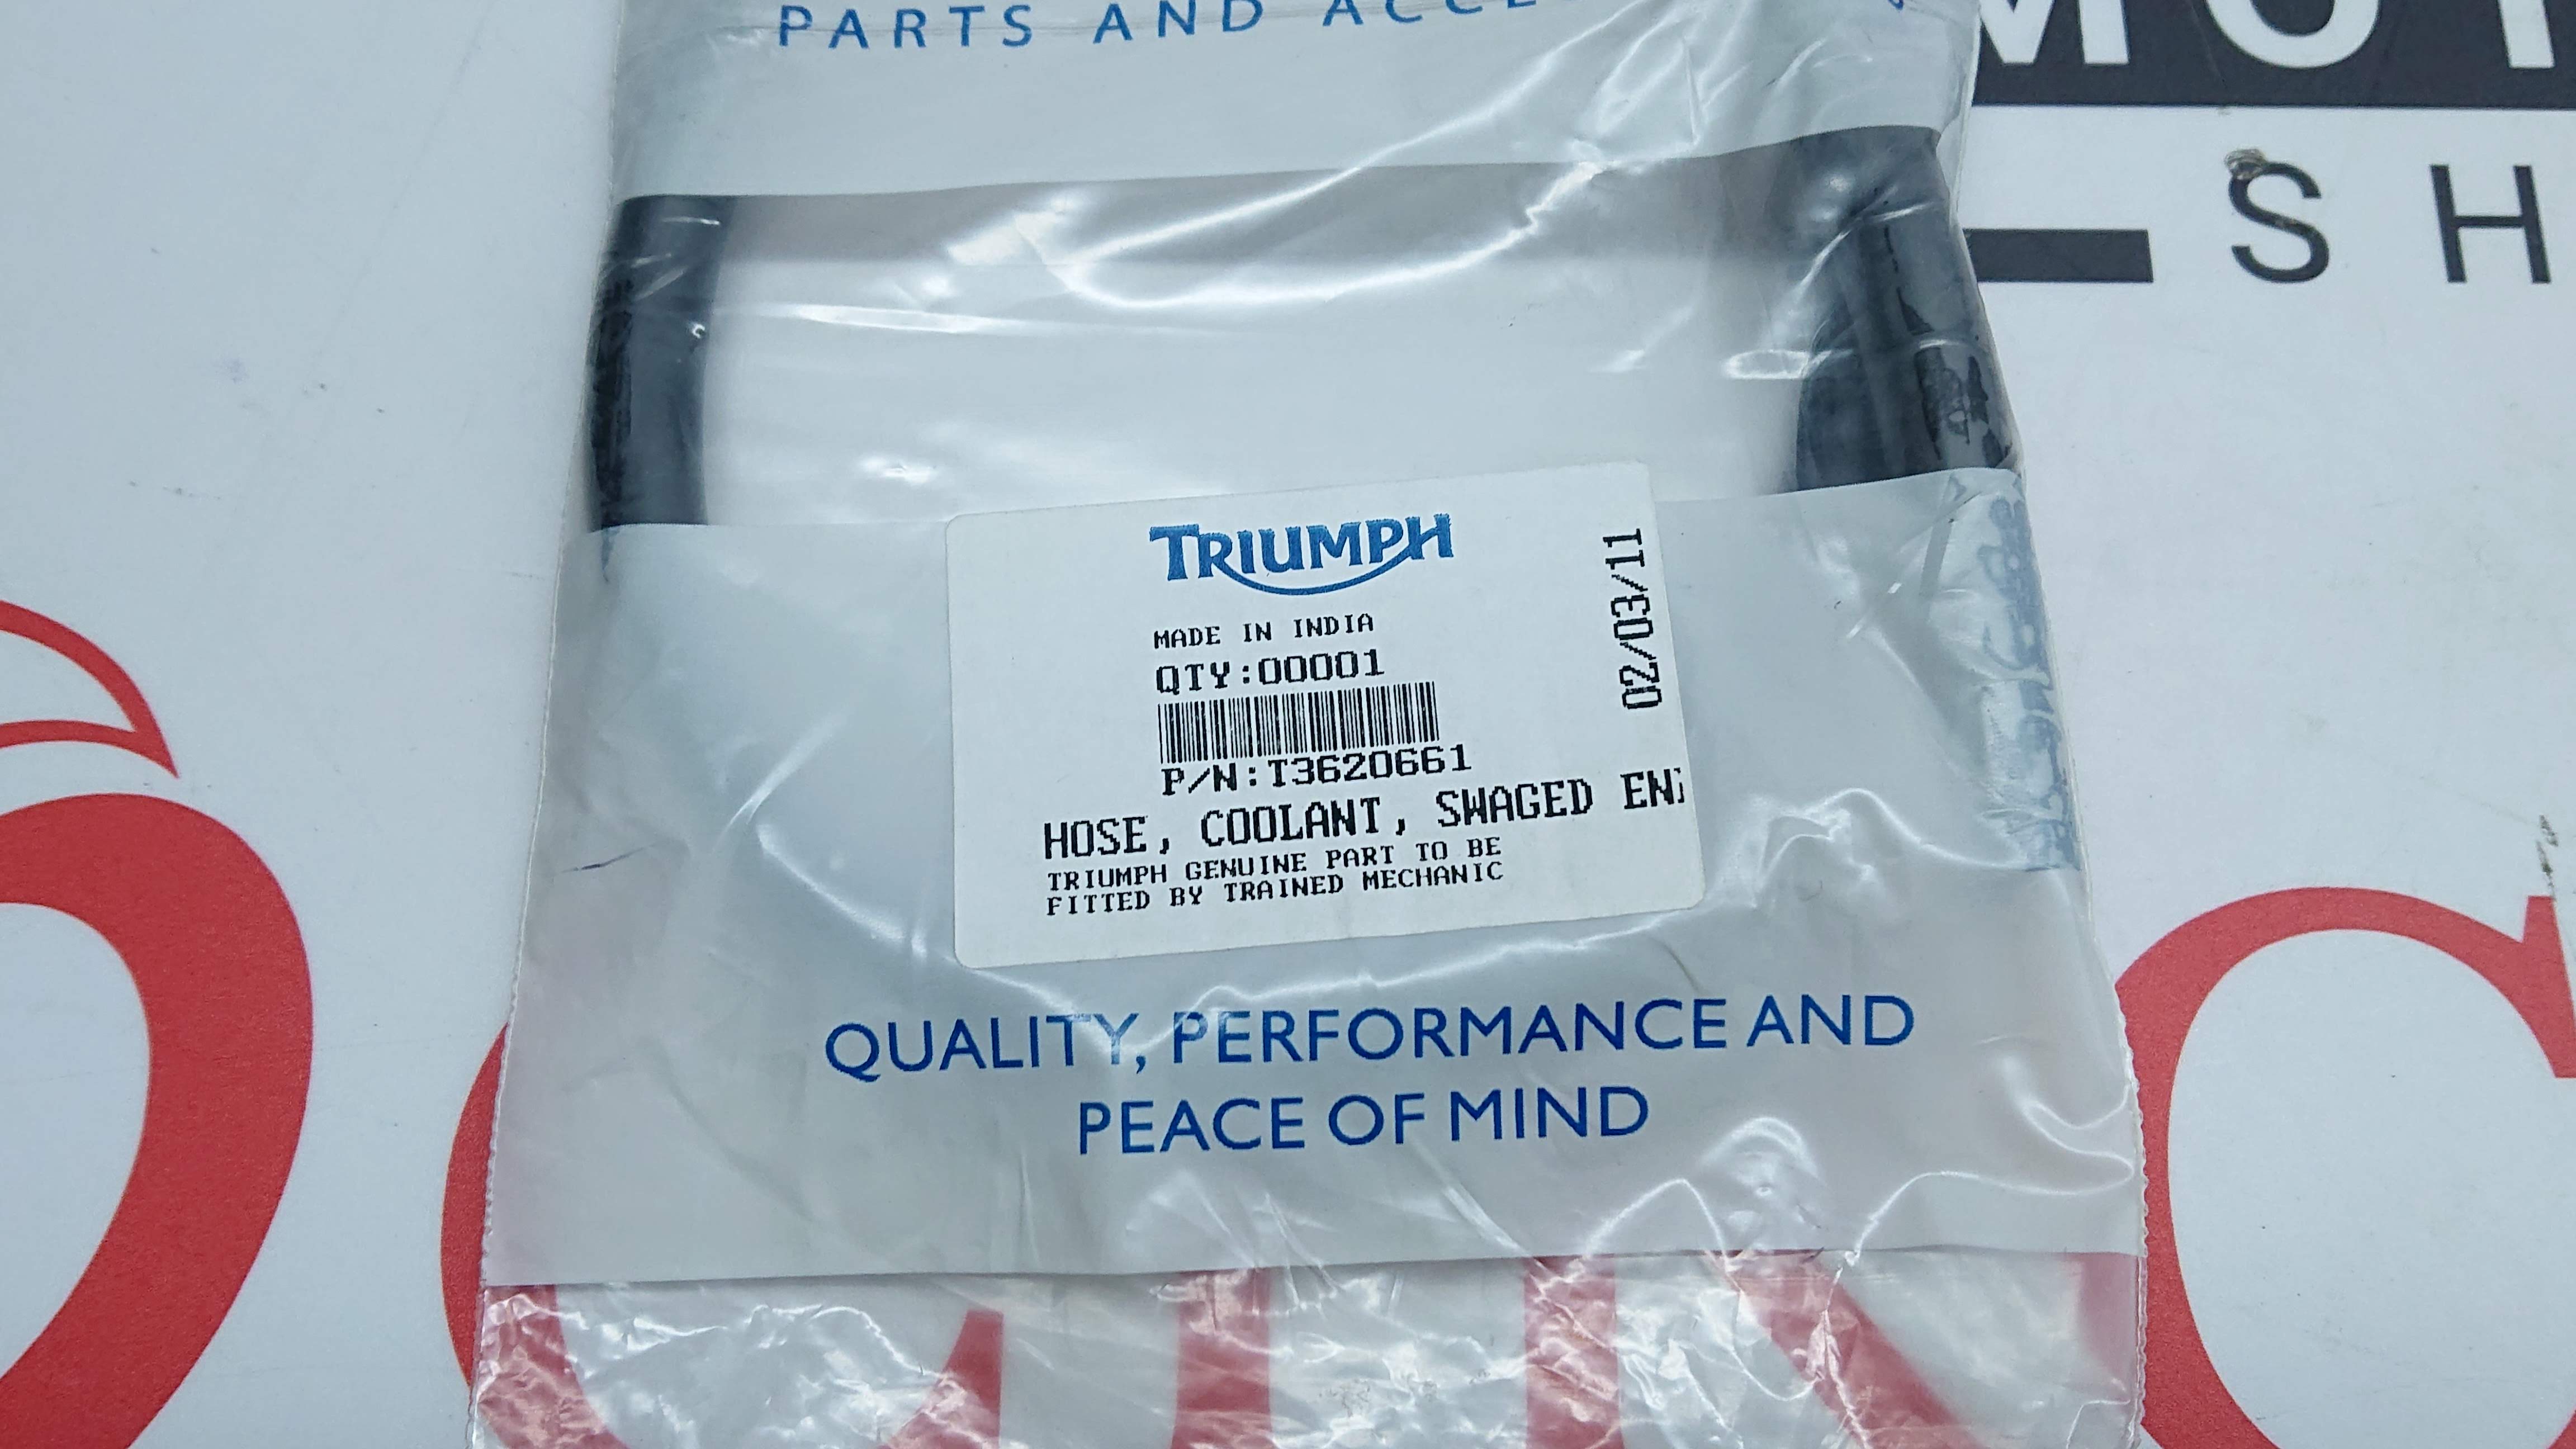 PARTS AND ACCE
MOT
SH
TRIUMPH
MADE IN INDIA
QTY:00001
02/03/11
P/N:T3620661
HOSE, COOLANT, SWAGED EN
TRIUMPH GENUINE PART TO BE
FITTED BY TRAINED MECHANIC
QUALITY, PERFORMANCE AND
PEACE OF MIND